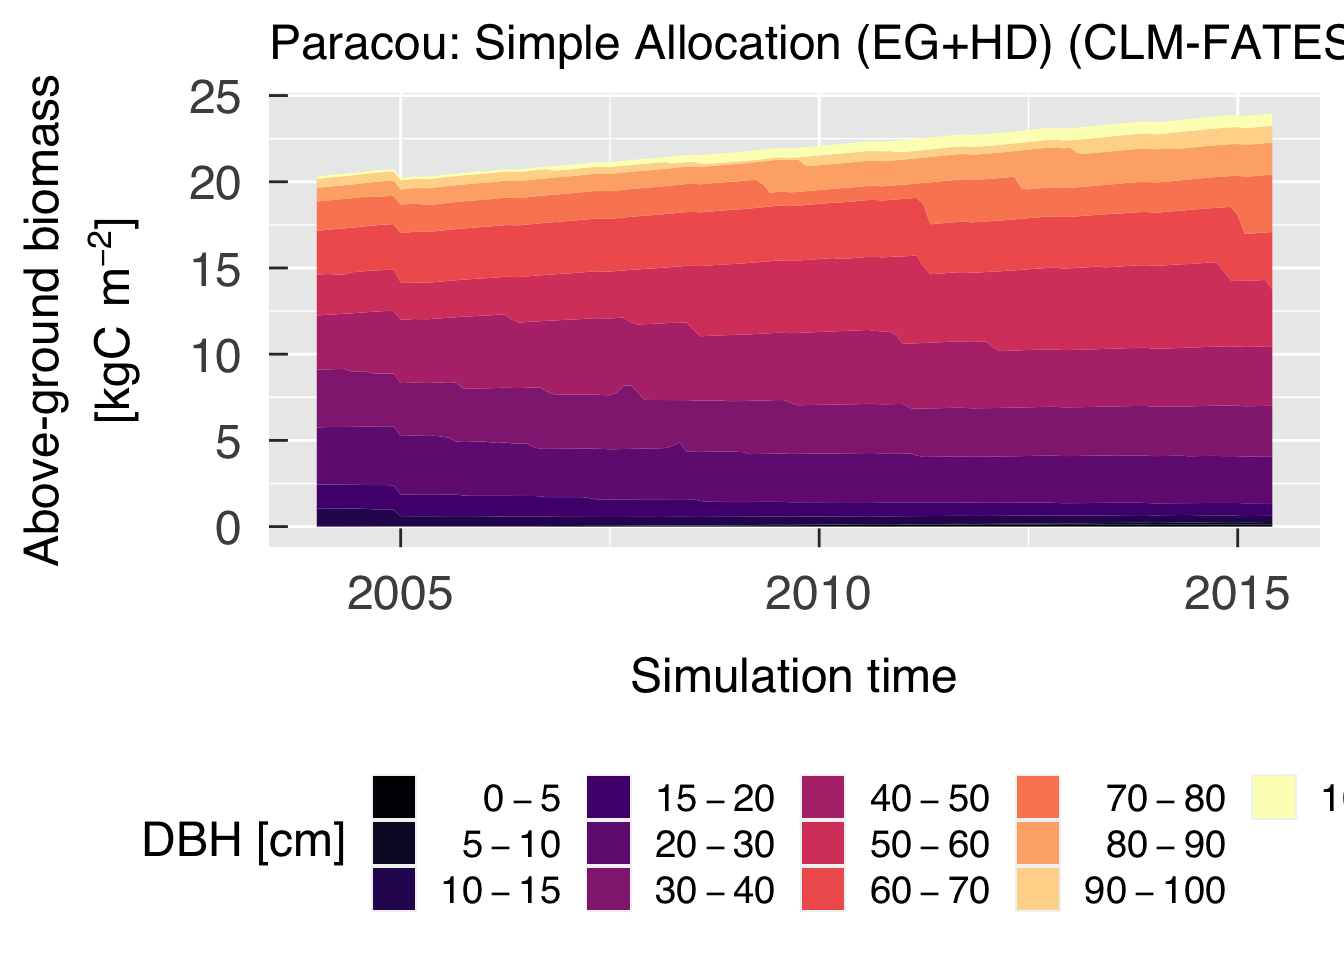 Paracou: Simple Allocation (EG+HD) (CLM-FATES
Above-ground biomass
[kgC m⁻²]
25
20
15
10
5
0
2005 2010 2015
Simulation time
DBH [cm]
0 – 5 15 – 20 40 – 50 70 – 80
5 – 10 20 – 30 50 – 60 80 – 90
10 – 15 30 – 40 60 – 70 90 – 100